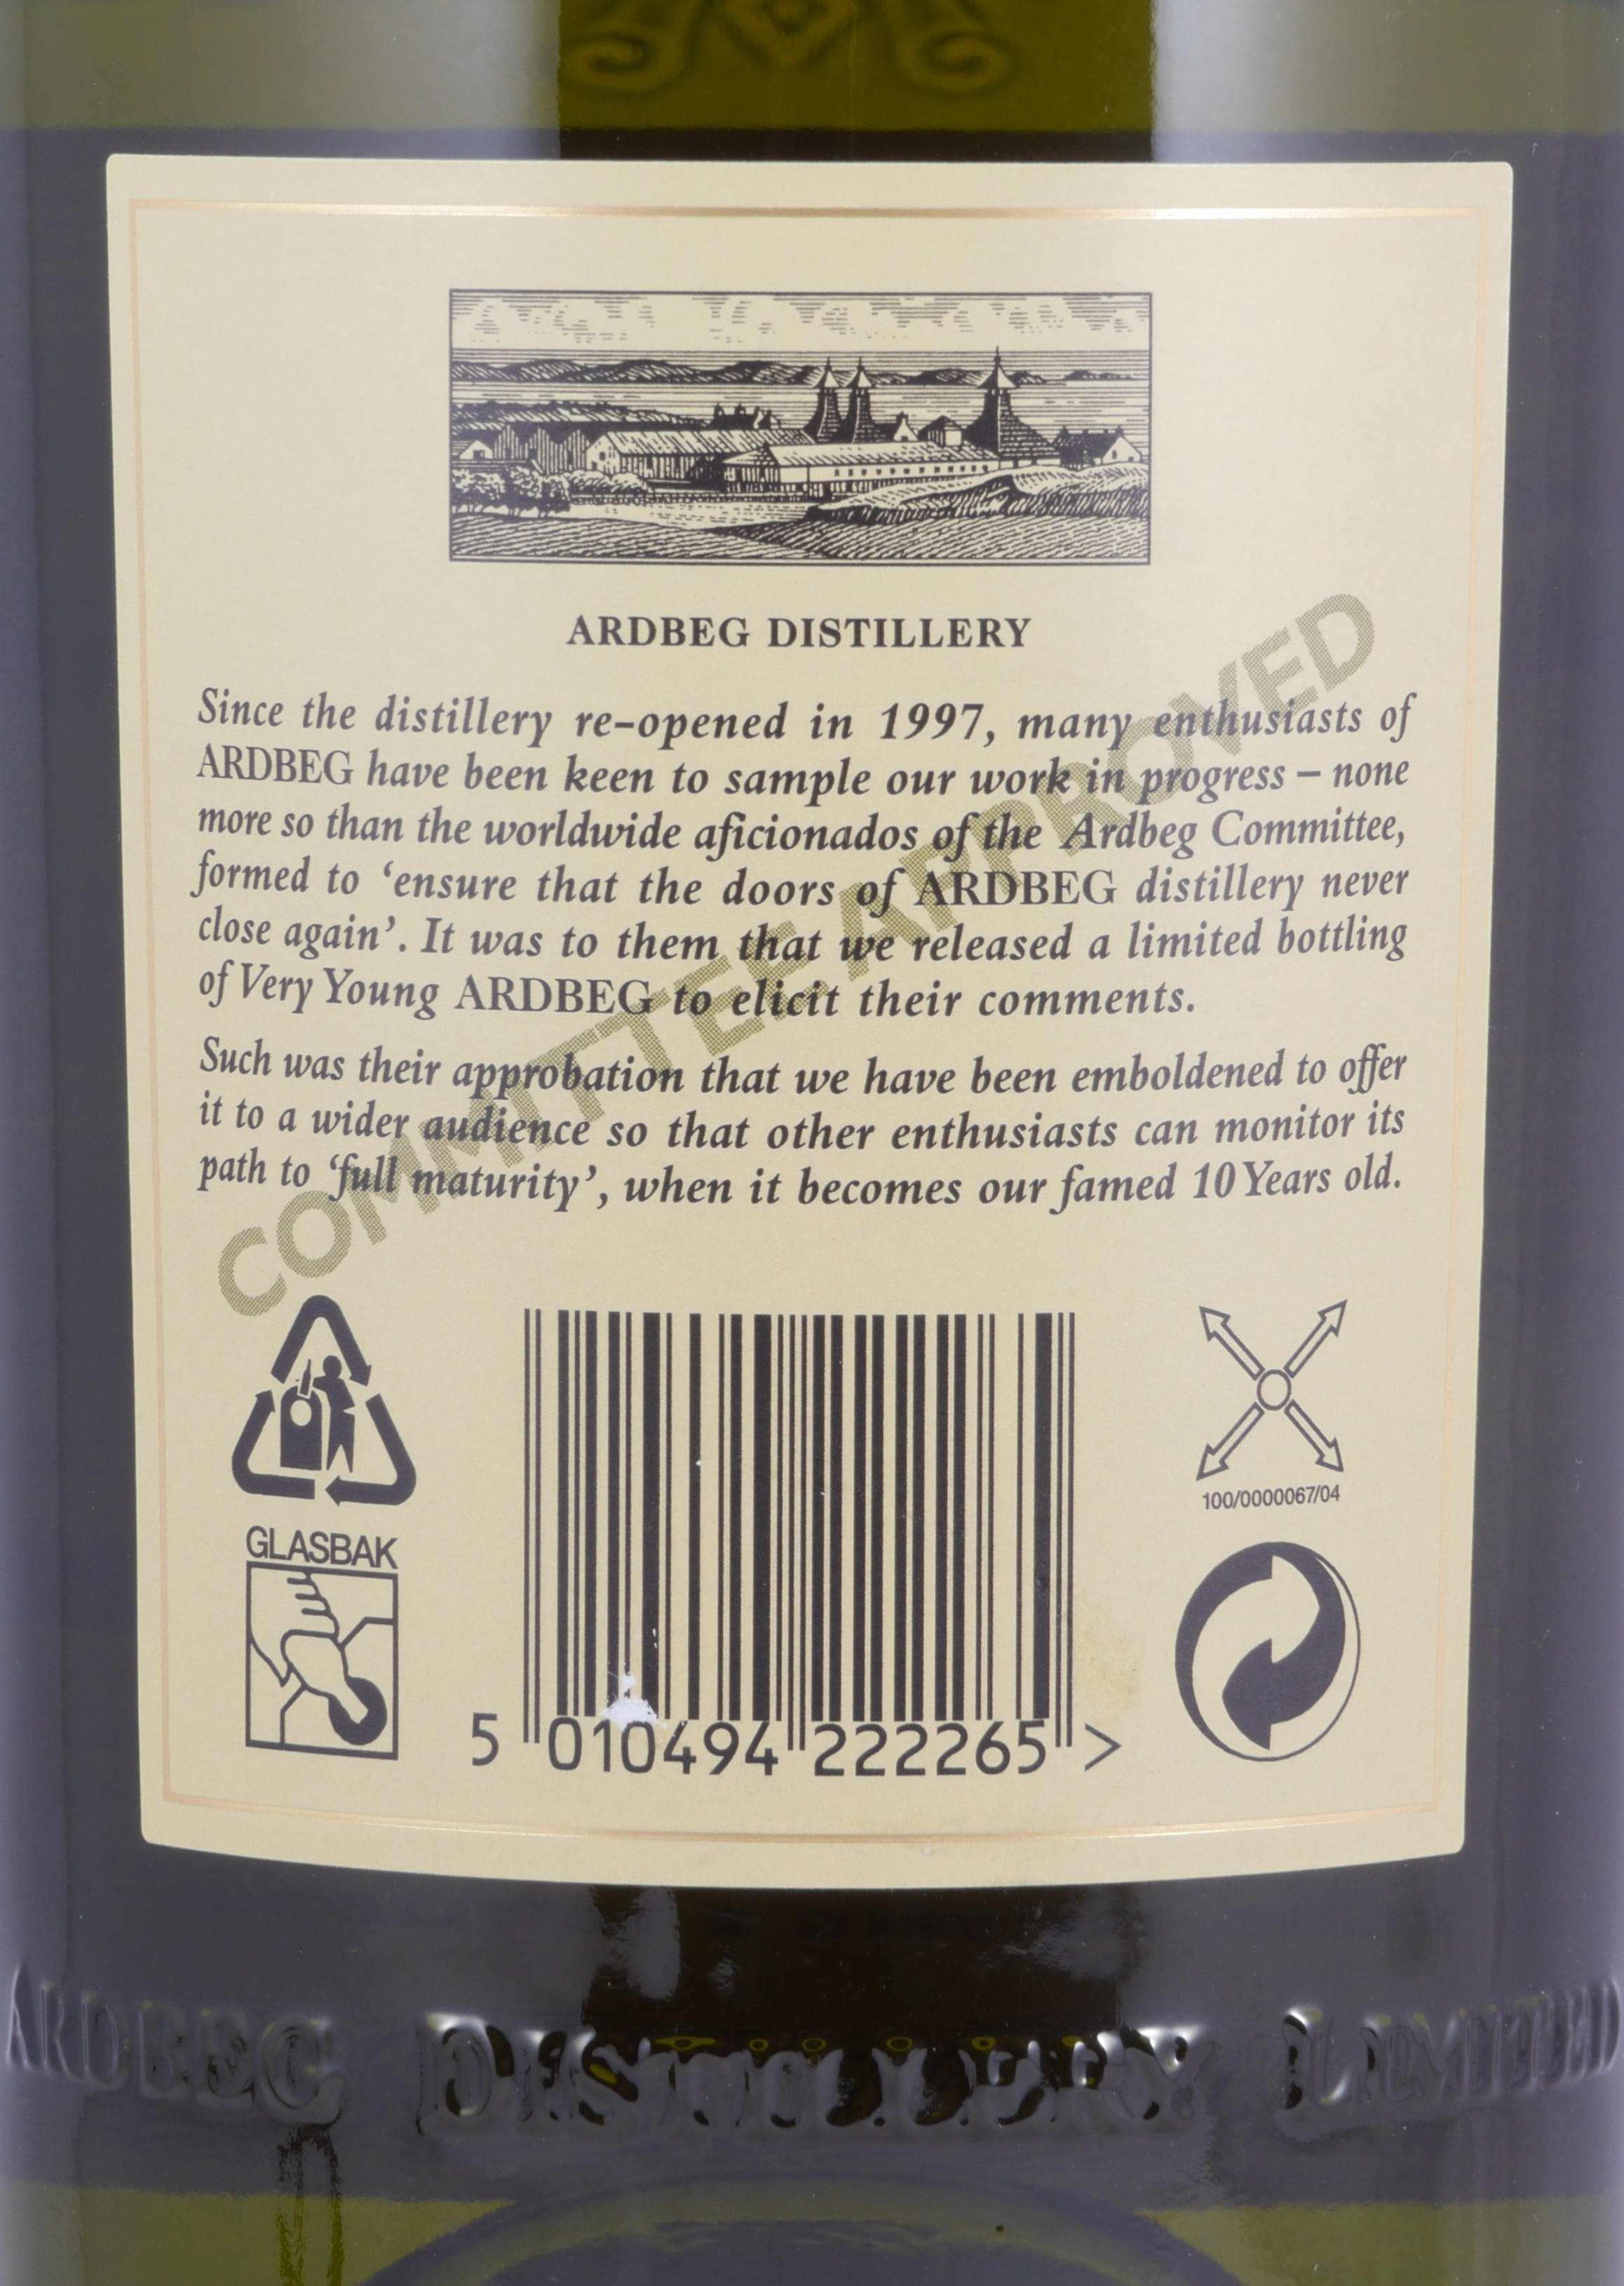 ARDBEG DISTILLERY
Since the distillery re-opened in 1997, many enthusiasts of
ARDBEG have been keen to sample our work in progress – none
more so than the worldwide aficionados of the Ardbeg Committee,
formed to ‘ensure that the doors of ARDBEG distillery never
close again’. It was to them that we released a limited bottling
of Very Young ARDBEG to elicit their comments.
Such was their approbation that we have been emboldened to offer
it to a wider audience so that other enthusiasts can monitor its
path to ‘full maturity’, when it becomes our famed 10 Years old.
COMMITTEE APPROVED
100/0000067/04
GLASBAK
5 010494 222265 >
ARDBEG DISTILLERY LIMITED